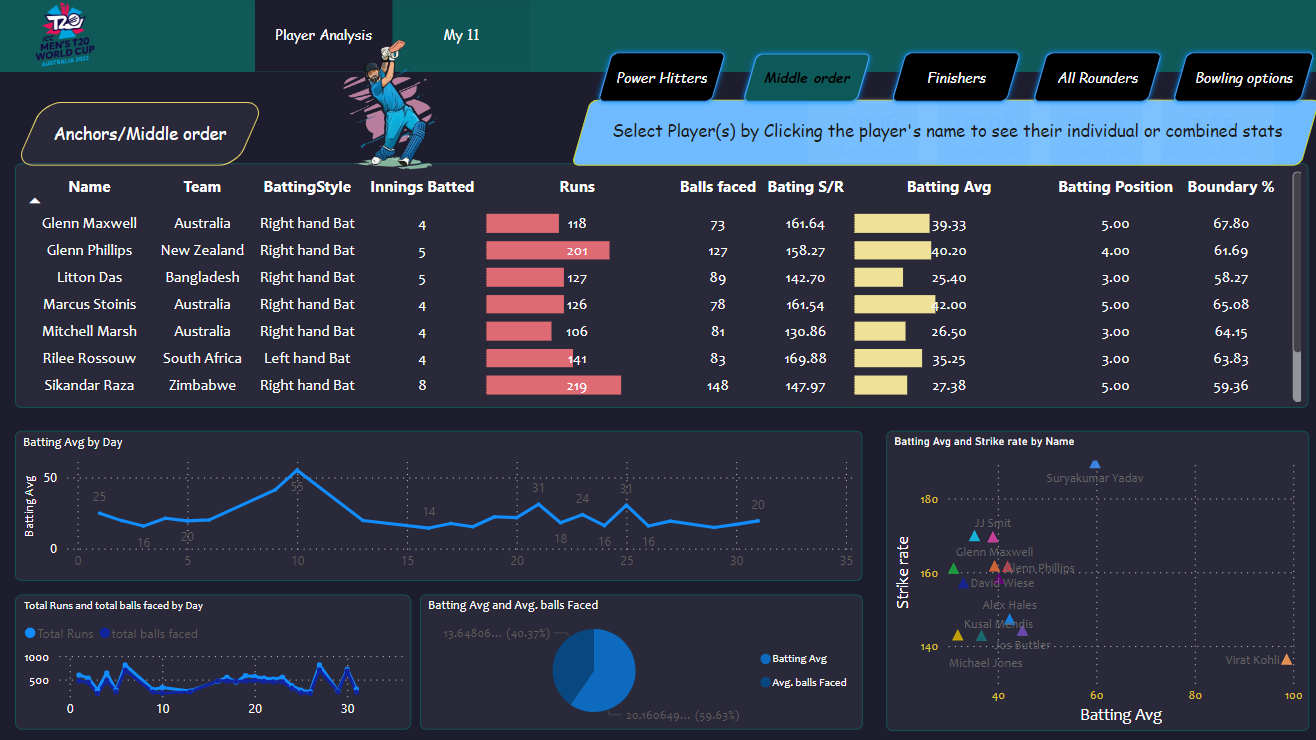 T20
ICC
MEN'S T20
WORLD CUP
AUSTRALIA 2022
Player Analysis
My 11
Power Hitters
Middle order
Finishers
All Rounders
Bowling options
Anchors/Middle order
Select Player(s) by Clicking the player's name to see their individual or combined stats
Name Team BattingStyle Innings Batted Runs Balls faced Bating S/R Batting Avg Batting Position Boundary %
Glenn Maxwell Australia Right hand Bat 4 118 73 161.64 39.33 5.00 67.80
Glenn Phillips New Zealand Right hand Bat 5 201 127 158.27 40.20 4.00 61.69
Litton Das Bangladesh Right hand Bat 5 127 89 142.70 25.40 3.00 58.27
Marcus Stoinis Australia Right hand Bat 4 126 78 161.54 42.00 5.00 65.08
Mitchell Marsh Australia Right hand Bat 4 106 81 130.86 26.50 3.00 64.15
Rilee Rossouw South Africa Left hand Bat 4 141 83 169.88 35.25 3.00 63.83
Sikandar Raza Zimbabwe Right hand Bat 8 219 148 147.97 27.38 5.00 59.36
Batting Avg by Day
Batting Avg
50
0
25
16
20
55
14
31
18
24
16
31
16
20
0 5 10 15 20 25 30 35
Total Runs and total balls faced by Day
Total Runs total balls faced
1000
500
0 10 20 30
Batting Avg and Avg. balls Faced
13.64806... (40.37%)
Batting Avg
Avg. balls Faced
20.160649... (59.63%)
Batting Avg and Strike rate by Name
Strike rate
180
160
140
Suryakumar Yadav
JJ Smit
Glenn Maxwell
Glenn Phillips
David Wiese
Alex Hales
Kusal Mendis
Jos Buttler
Michael Jones
Virat Kohli
40 60 80 100
Batting Avg